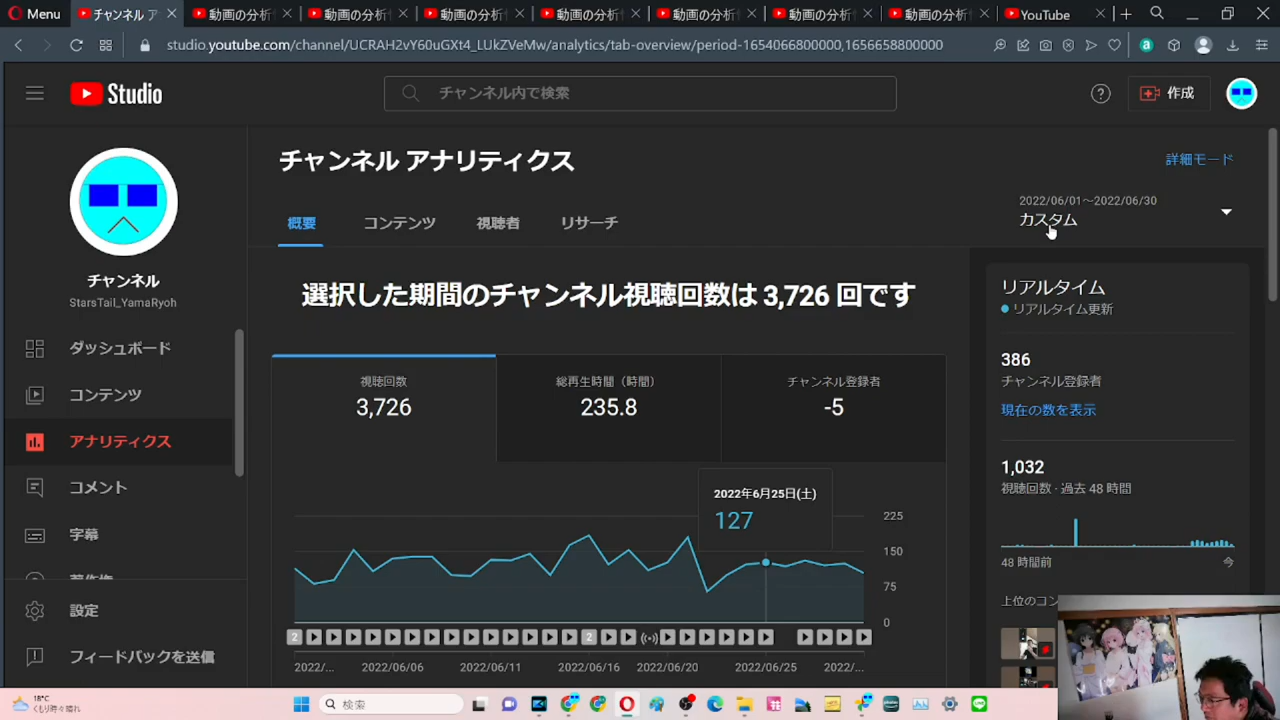 Menu
チャンネル ア
動画の分析
動画の分析
動画の分析
動画の分析
動画の分析
動画の分析
動画の分析
YouTube
studio.youtube.com/channel/UCRAH2vY60uGXt4_LUkZVeMw/analytics/tab-overview/period-1654066800000,1656658800000
Studio
チャンネル内で検索
作成
チャンネル
StarsTail_YamaRyoh
ダッシュボード
コンテンツ
アナリティクス
コメント
字幕
著作権
設定
フィードバックを送信
チャンネル アナリティクス
詳細モード
概要
コンテンツ
視聴者
リサーチ
2022/06/01～2022/06/30
カスタム
選択した期間のチャンネル視聴回数は 3,726 回です
視聴回数
3,726
総再生時間（時間）
235.8
チャンネル登録者
-5
2022年6月25日(土)
127
225
150
75
0
2
2
2022/...
2022/06/06
2022/06/11
2022/06/16
2022/06/20
2022/06/25
2022/...
リアルタイム
リアルタイム更新
386
チャンネル登録者
現在の数を表示
1,032
視聴回数 · 過去 48 時間
48 時間前
今
上位のコン
18°C
くもり時々晴れ
検索